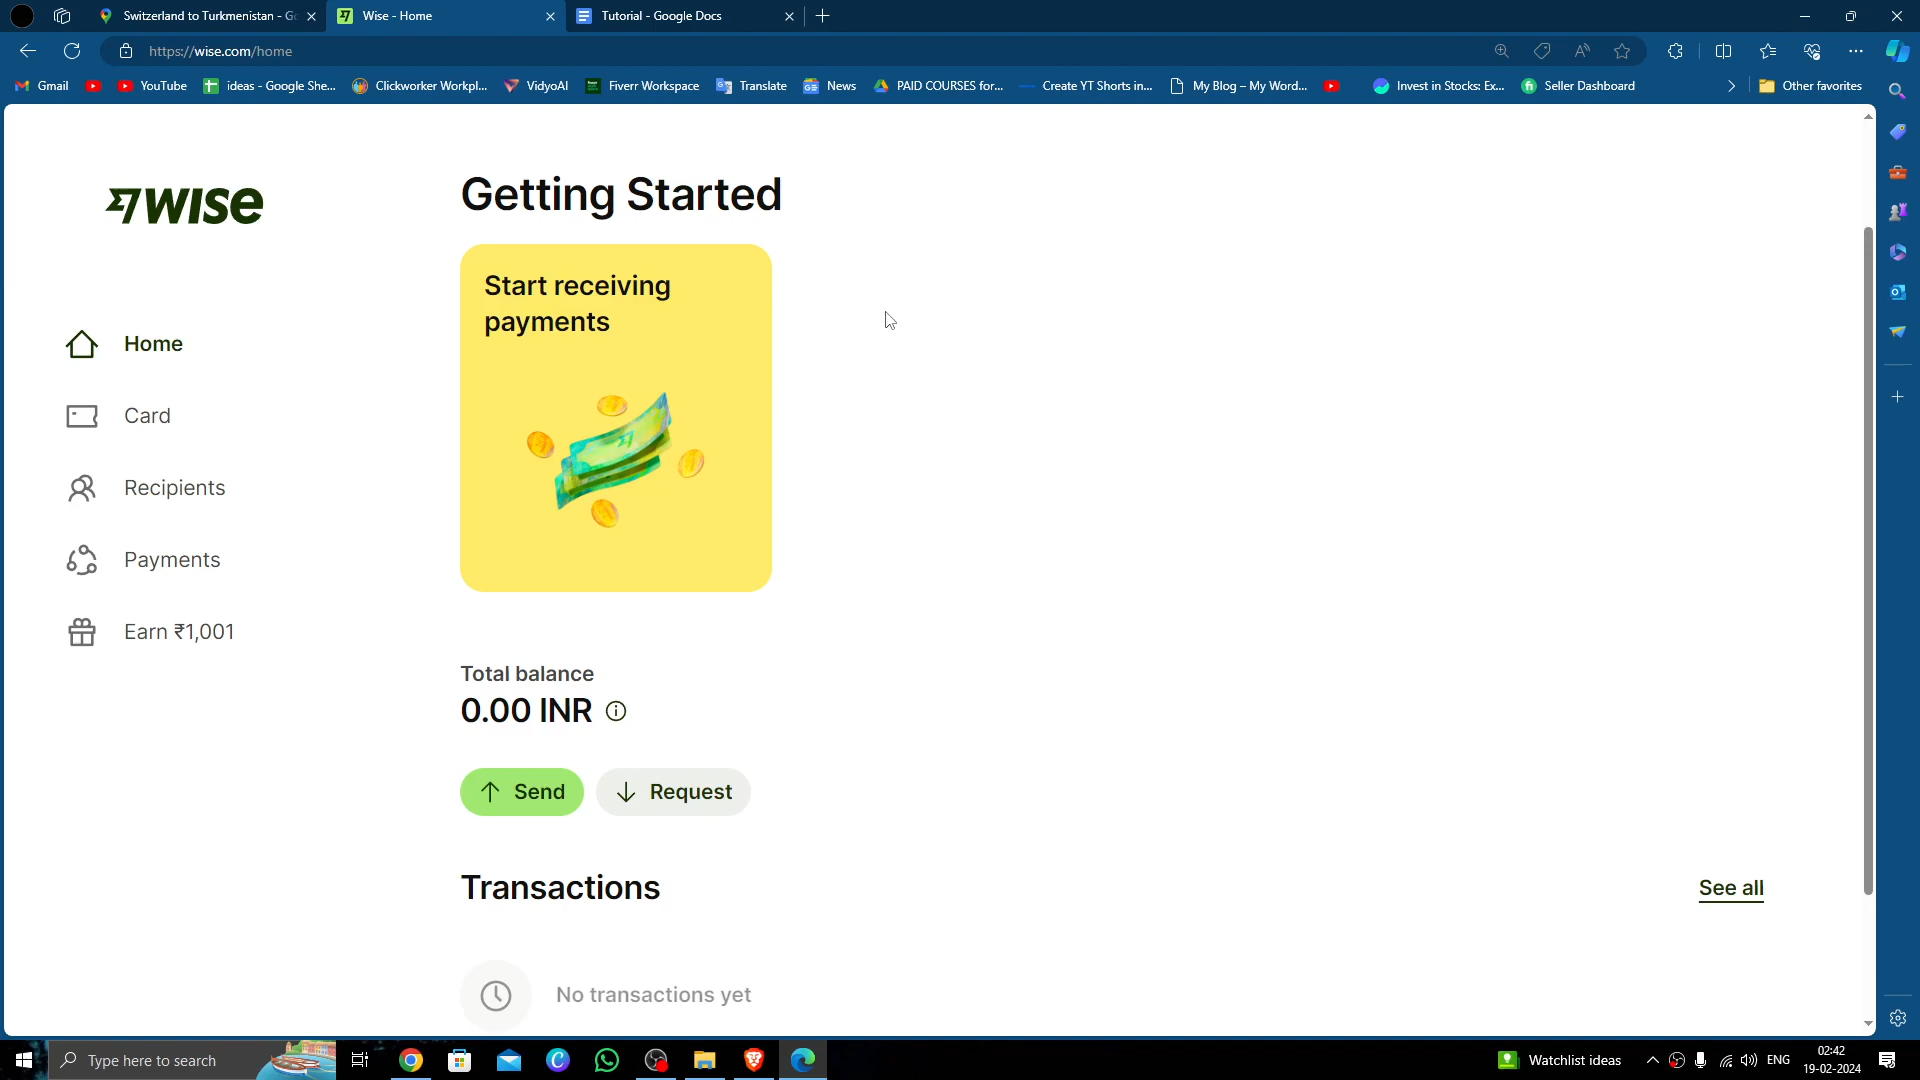 Switzerland to Turkmenistan - Go
Wise - Home
Tutorial - Google Docs
https://wise.com/home
Gmail
YouTube
ideas - Google She...
Clickworker Workpl...
VidyoAI
Fiverr Workspace
Translate
News
PAID COURSES for...
Create YT Shorts in...
My Blog – My Word...
Invest in Stocks: Ex...
Seller Dashboard
Other favorites
WISE
Home
Card
Recipients
Payments
Earn ₹1,001
Getting Started
Start receiving
payments
Total balance
0.00 INR
Send
Request
Transactions
See all
No transactions yet
Type here to search
Watchlist ideas
ENG
02:42
19-02-2024